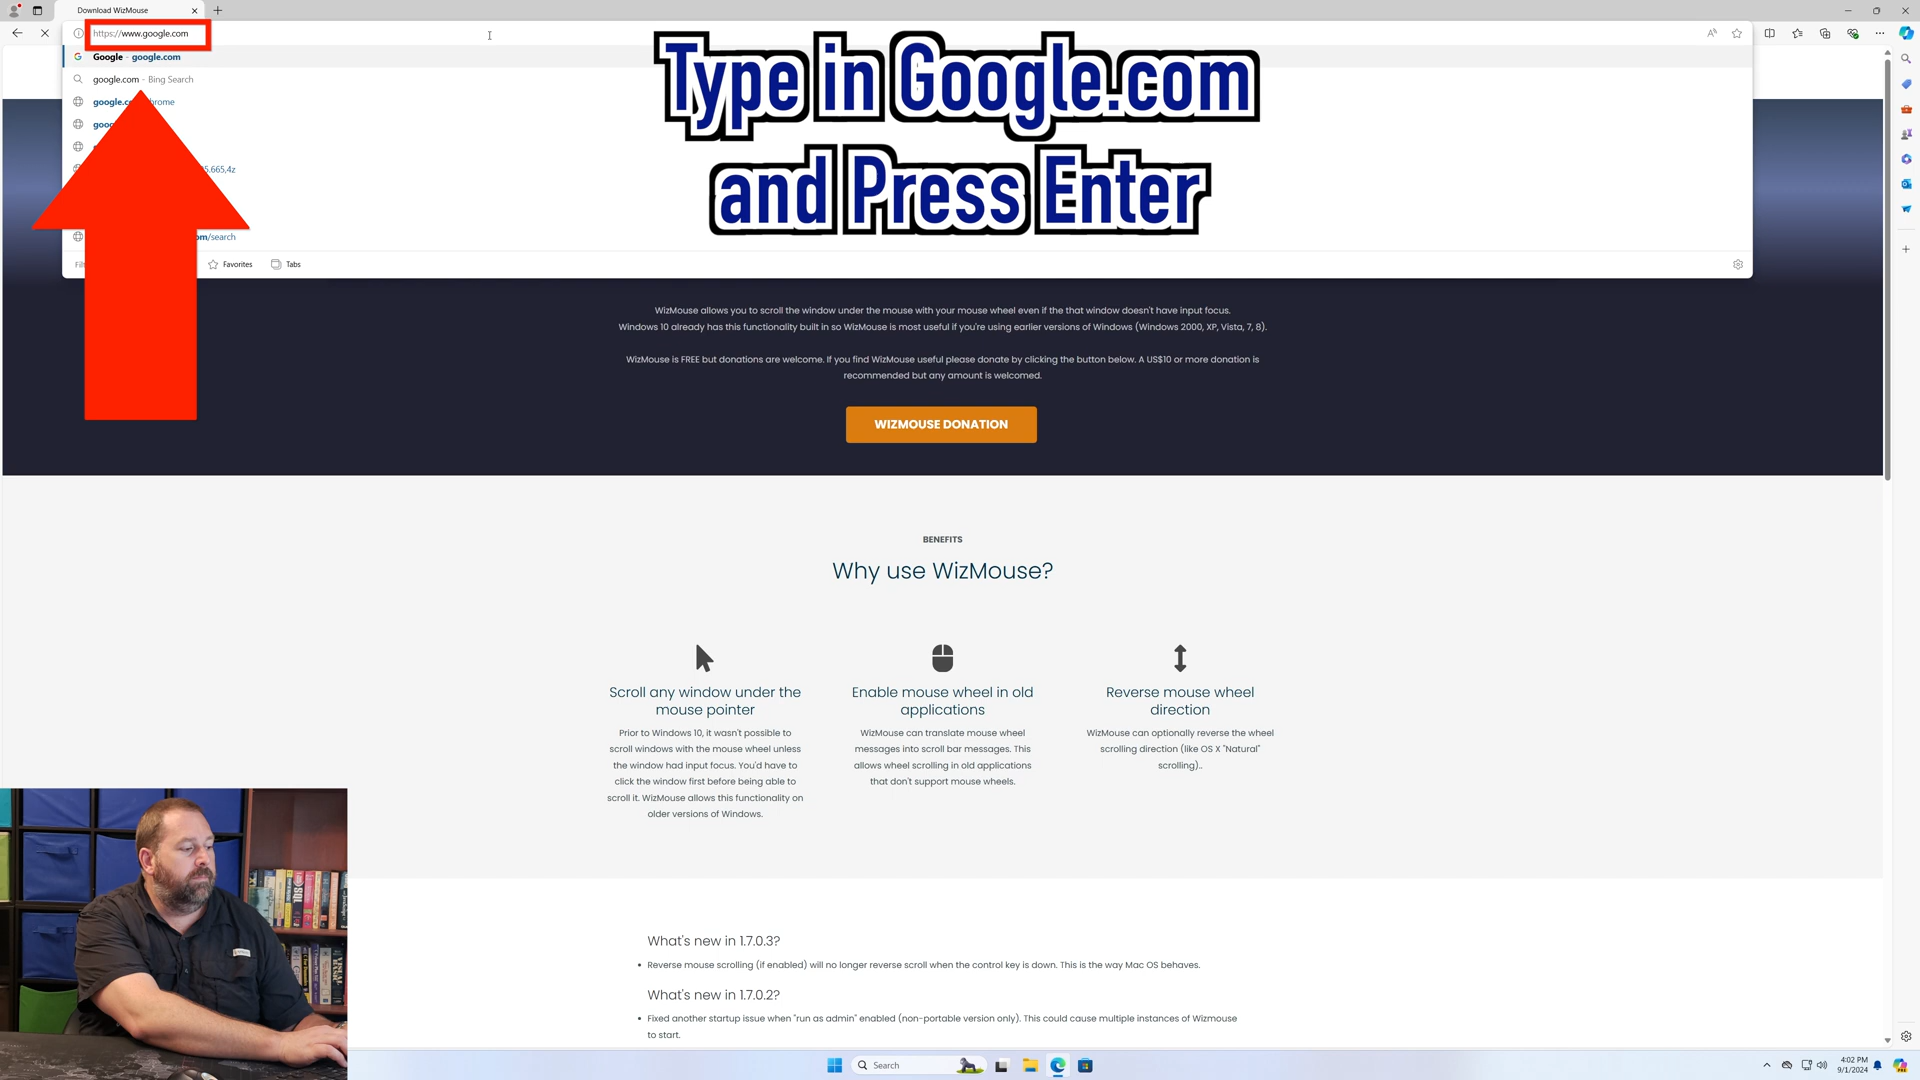 Download WizMouse
https://www.google.com
Google - google.com
google.com - Bing Search
Type in Google.com
and Press Enter
Favorites
Tabs
WizMouse allows you to scroll the window under the mouse with your mouse wheel even if the that window doesn't have input focus.
Windows 10 already has this functionality built in so WizMouse is most useful if you're using earlier versions of Windows (Windows 2000, XP, Vista, 7, 8).
WizMouse is FREE but donations are welcome. If you find WizMouse useful please donate by clicking the button below. A US$10 or more donation is
recommended but any amount is welcomed.
WIZMOUSE DONATION
BENEFITS
Why use WizMouse?
Scroll any window under the
mouse pointer
Prior to Windows 10, it wasn't possible to
scroll windows with the mouse wheel unless
the window had input focus. You'd have to
click the window first before being able to
scroll it. WizMouse allows this functionality on
older versions of Windows.
Enable mouse wheel in old
applications
WizMouse can translate mouse wheel
messages into scroll bar messages. This
allows wheel scrolling in old applications
that don't support mouse wheels.
Reverse mouse wheel
direction
WizMouse can optionally reverse the wheel
scrolling direction (like OS X "Natural"
scrolling)..
What's new in 1.7.0.3?
• Reverse mouse scrolling (if enabled) will no longer reverse scroll when the control key is down. This is the way Mac OS behaves.
What's new in 1.7.0.2?
• Fixed another startup issue when "run as admin" enabled (non-portable version only). This could cause multiple instances of Wizmouse
to start.
SQL
Search
4:02 PM
9/1/2024